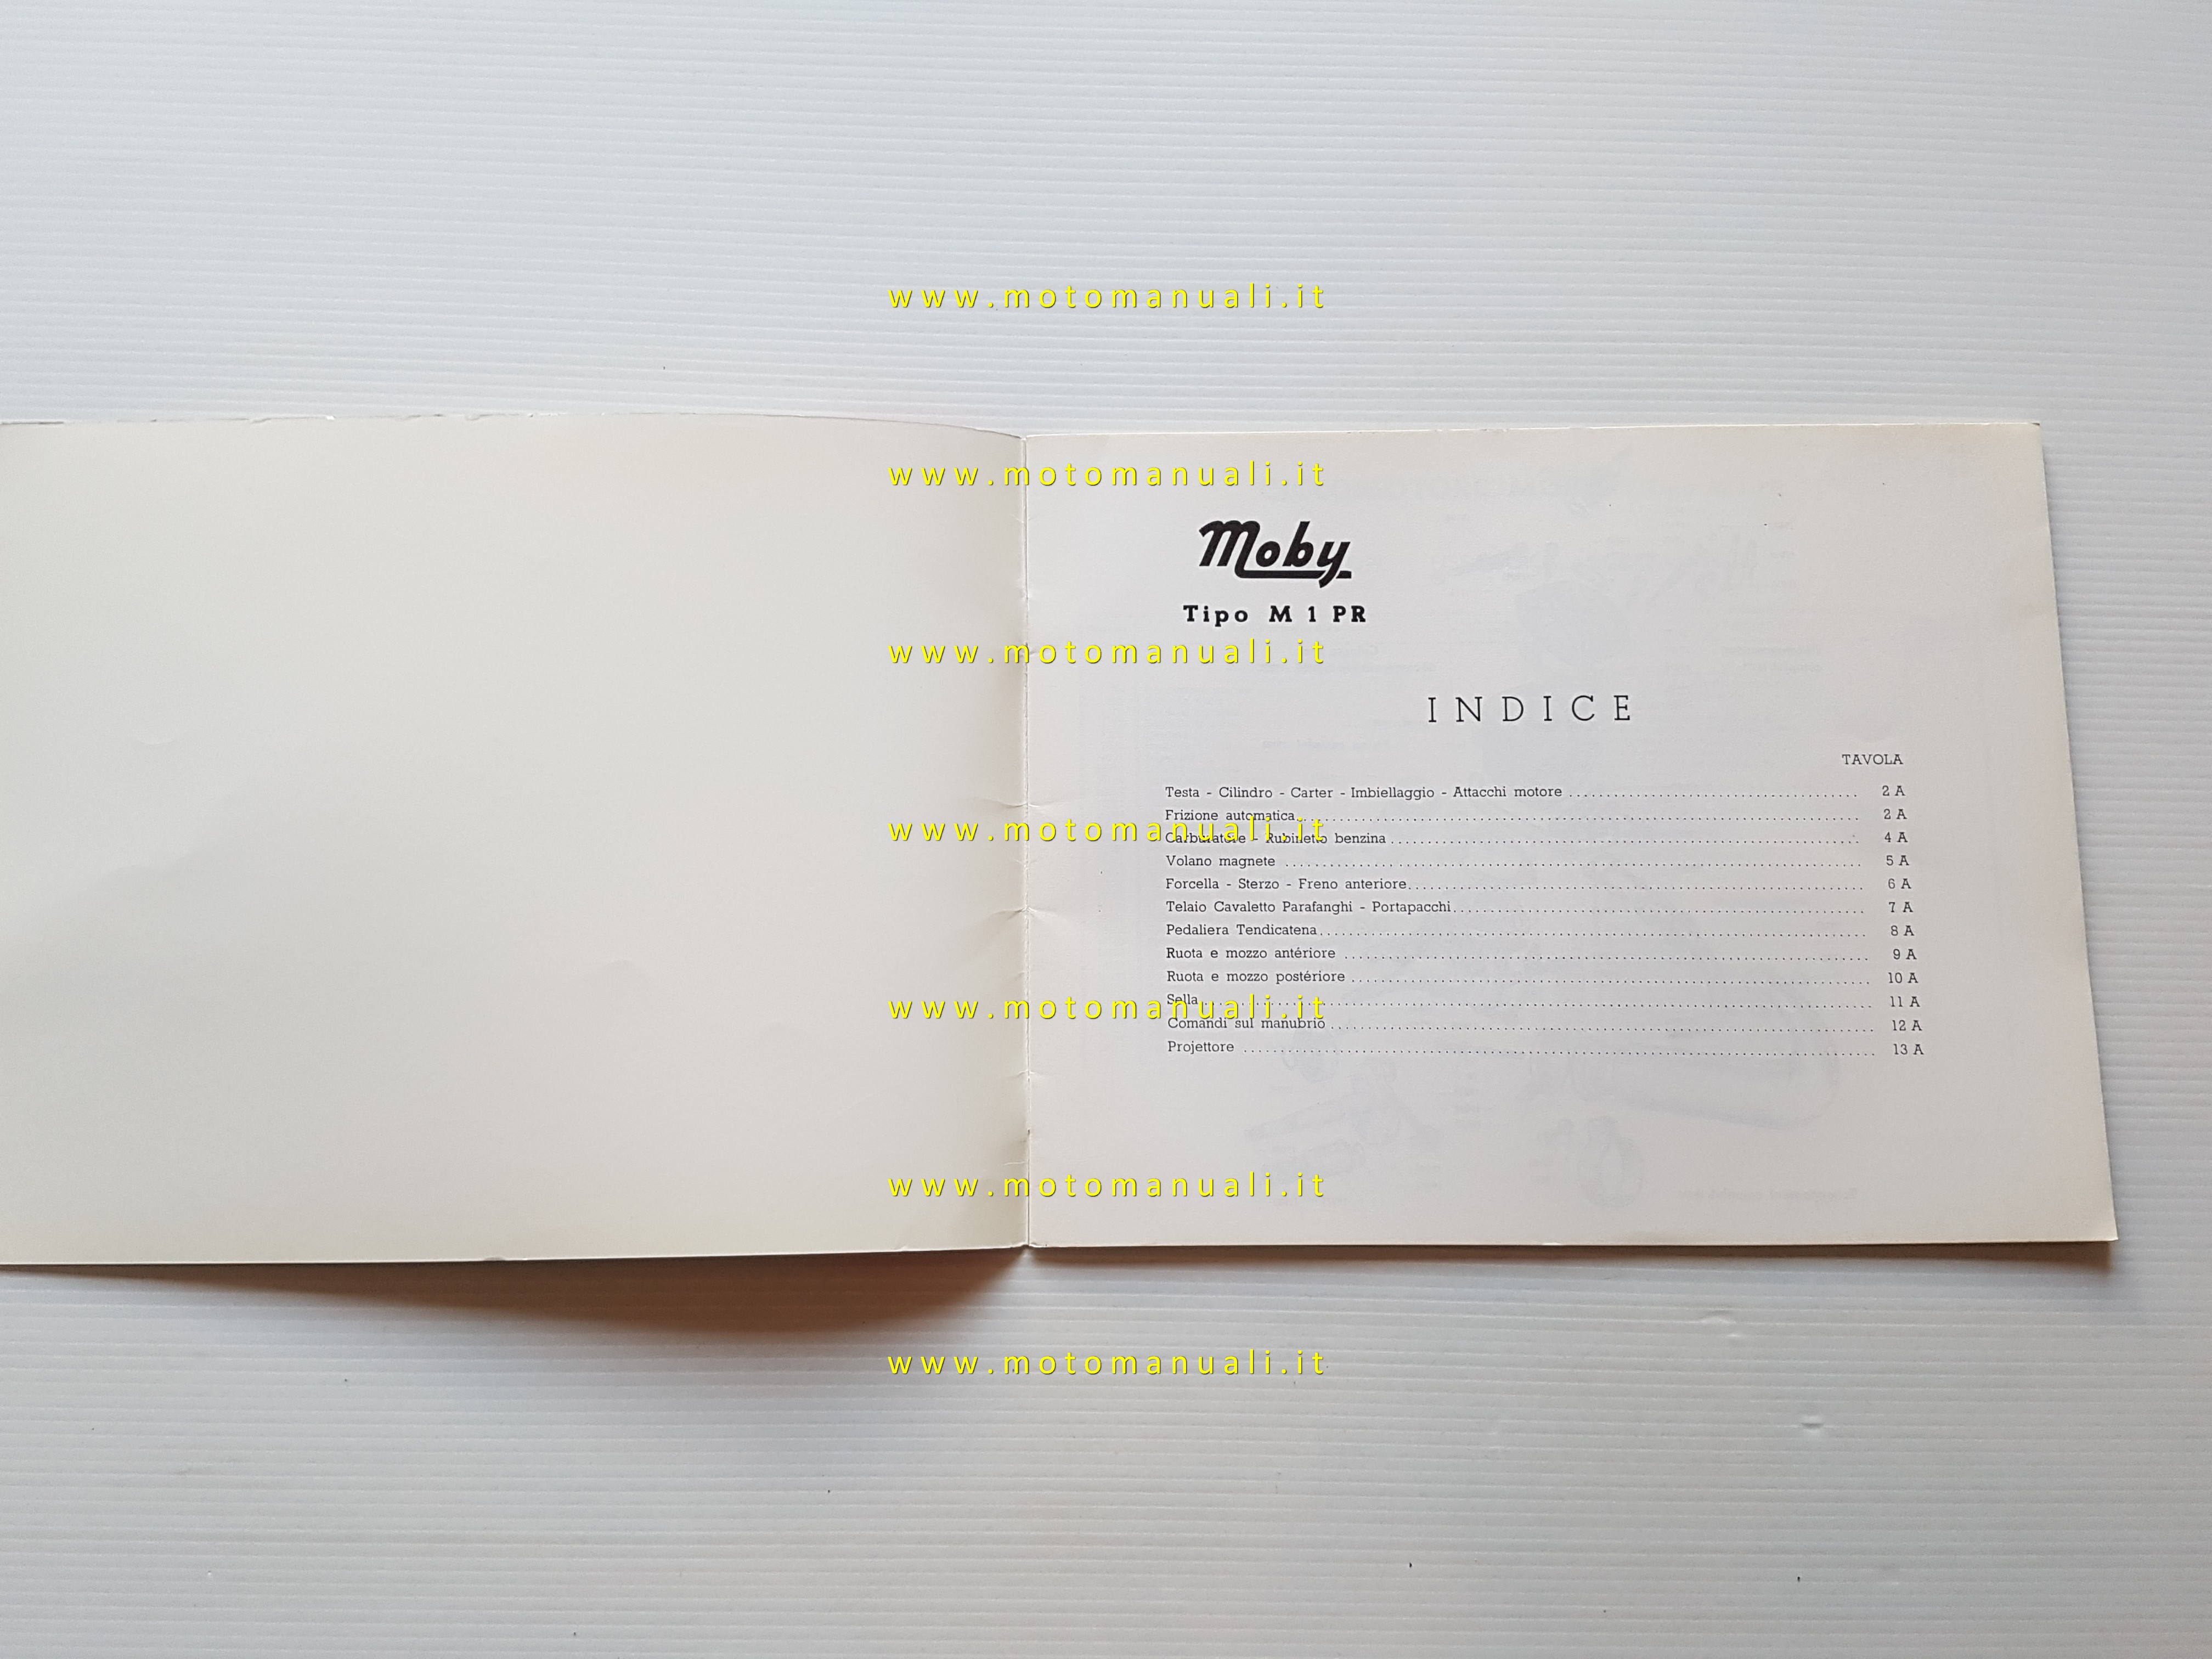 www.motomanuali.it
www.motomanuali.it
Moby
Tipo M 1 PR
www.motomanuali.it
INDICE
TAVOLA
Testa - Cilindro - Carter - Imbiellaggio - Attacchi motore ........ 2 A
Frizione automatica ........ 2 A
www.motomanuali.it
Carburatore - Rubinetto benzina ........ 4 A
Volano magnete ........ 5 A
Forcella - Sterzo - Freno anteriore ........ 6 A
Telaio Cavaletto Parafanghi - Portapacchi ........ 7 A
Pedaliera Tendicatena ........ 8 A
Ruota e mozzo antériore ........ 9 A
Ruota e mozzo postériore ........ 10 A
Sella ........ 11 A
www.motomanuali.it
Comandi sul manubrio ........ 12 A
Projettore ........ 13 A
www.motomanuali.it
www.motomanuali.it